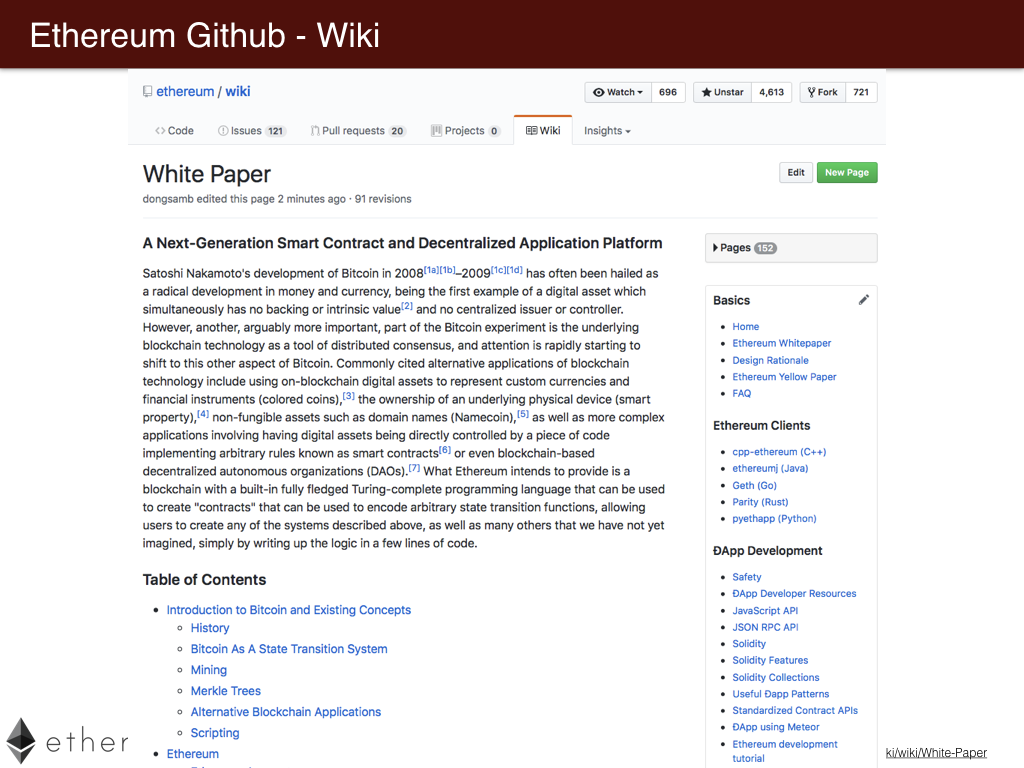 Ethereum Github - Wiki
ethereum / wiki
Watch 696
Unstar 4,613
Fork 721
Code
Issues 121
Pull requests 20
Projects 0
Wiki
Insights
White Paper
Edit
New Page
dongsamb edited this page 2 minutes ago · 91 revisions
A Next-Generation Smart Contract and Decentralized Application Platform
Satoshi Nakamoto's development of Bitcoin in 2008[1a][1b]–2009[1c][1d] has often been hailed as
a radical development in money and currency, being the first example of a digital asset which
simultaneously has no backing or intrinsic value[2] and no centralized issuer or controller.
However, another, arguably more important, part of the Bitcoin experiment is the underlying
blockchain technology as a tool of distributed consensus, and attention is rapidly starting to
shift to this other aspect of Bitcoin. Commonly cited alternative applications of blockchain
technology include using on-blockchain digital assets to represent custom currencies and
financial instruments (colored coins),[3] the ownership of an underlying physical device (smart
property),[4] non-fungible assets such as domain names (Namecoin),[5] as well as more complex
applications involving having digital assets being directly controlled by a piece of code
implementing arbitrary rules known as smart contracts[6] or even blockchain-based
decentralized autonomous organizations (DAOs).[7] What Ethereum intends to provide is a
blockchain with a built-in fully fledged Turing-complete programming language that can be used
to create "contracts" that can be used to encode arbitrary state transition functions, allowing
users to create any of the systems described above, as well as many others that we have not yet
imagined, simply by writing up the logic in a few lines of code.
Table of Contents
Introduction to Bitcoin and Existing Concepts
History
Bitcoin As A State Transition System
Mining
Merkle Trees
Alternative Blockchain Applications
Scripting
Ethereum
Pages 152
Basics
Home
Ethereum Whitepaper
Design Rationale
Ethereum Yellow Paper
FAQ
Ethereum Clients
cpp-ethereum (C++)
ethereumj (Java)
Geth (Go)
Parity (Rust)
pyethapp (Python)
ÐApp Development
Safety
ÐApp Developer Resources
JavaScript API
JSON RPC API
Solidity
Solidity Features
Solidity Collections
Useful Ðapp Patterns
Standardized Contract APIs
ÐApp using Meteor
Ethereum development
tutorial
ether
ki/wiki/White-Paper